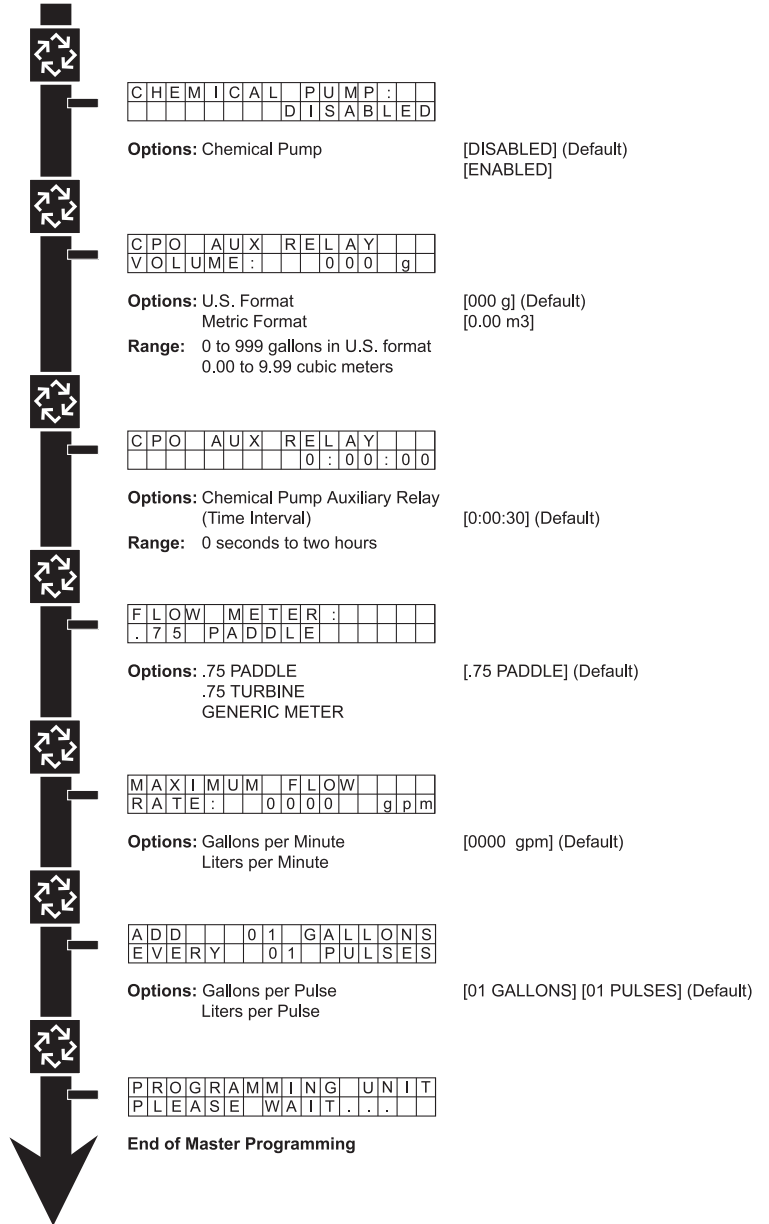 CHEMICAL PUMP:
DISABLED
Options: Chemical Pump [DISABLED] (Default)
[ENABLED]
CPO AUX RELAY
VOLUME: 000 g
Options: U.S. Format [000 g] (Default)
Metric Format [0.00 m3]
Range: 0 to 999 gallons in U.S. format
0.00 to 9.99 cubic meters
CPO AUX RELAY
0:00:00
Options: Chemical Pump Auxiliary Relay
(Time Interval) [0:00:30] (Default)
Range: 0 seconds to two hours
FLOW METER:
.75 PADDLE
Options: .75 PADDLE [.75 PADDLE] (Default)
.75 TURBINE
GENERIC METER
MAXIMUM FLOW
RATE: 0000 gpm
Options: Gallons per Minute [0000 gpm] (Default)
Liters per Minute
ADD 01 GALLONS
EVERY 01 PULSES
Options: Gallons per Pulse [01 GALLONS] [01 PULSES] (Default)
Liters per Pulse
PROGRAMMING UNIT
PLEASE WAIT...
End of Master Programming